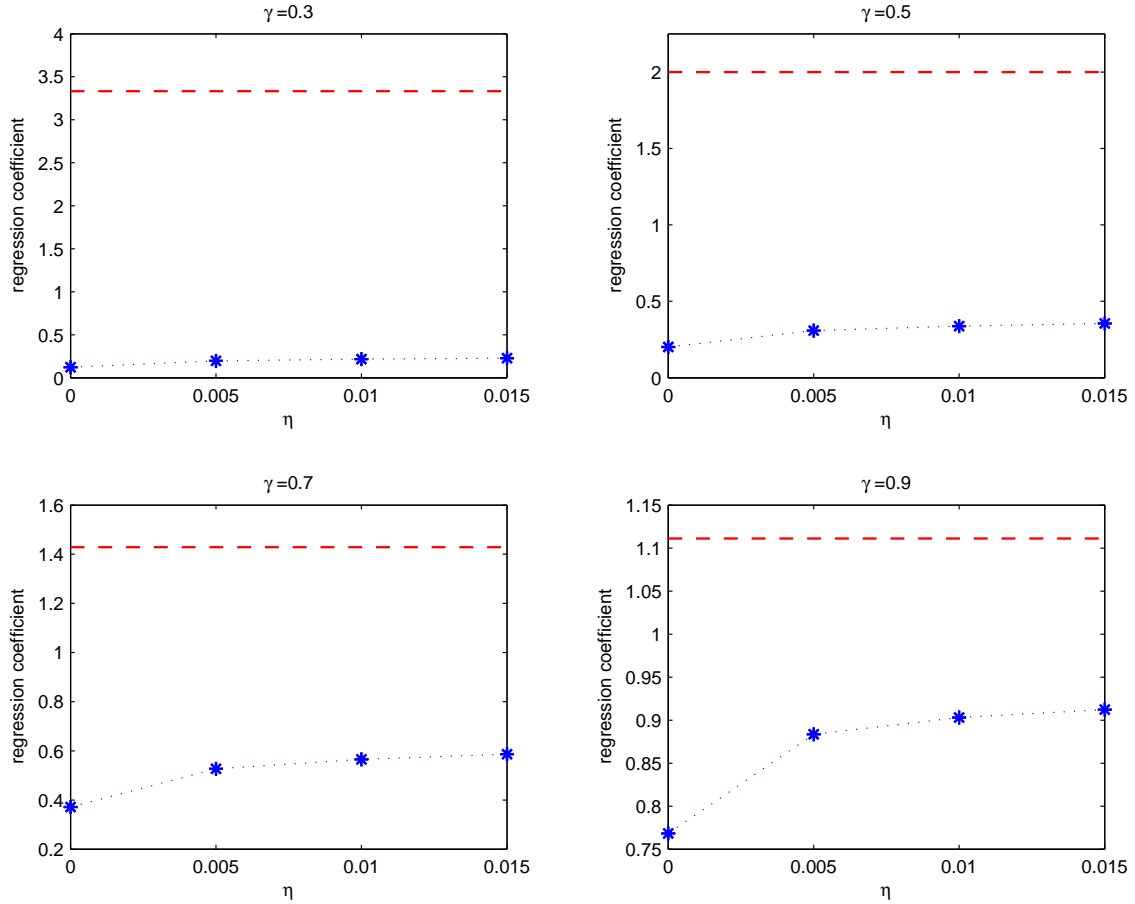 γ=0.3
4
3.5
3
2.5
2
1.5
1
0.5
0
regression coefficient
0 0.005 0.01 0.015
η
γ=0.5
2
1.5
1
0.5
0
regression coefficient
0 0.005 0.01 0.015
η
γ=0.7
1.6
1.4
1.2
1
0.8
0.6
0.4
0.2
regression coefficient
0 0.005 0.01 0.015
η
γ=0.9
1.15
1.1
1.05
1
0.95
0.9
0.85
0.8
0.75
regression coefficient
0 0.005 0.01 0.015
η